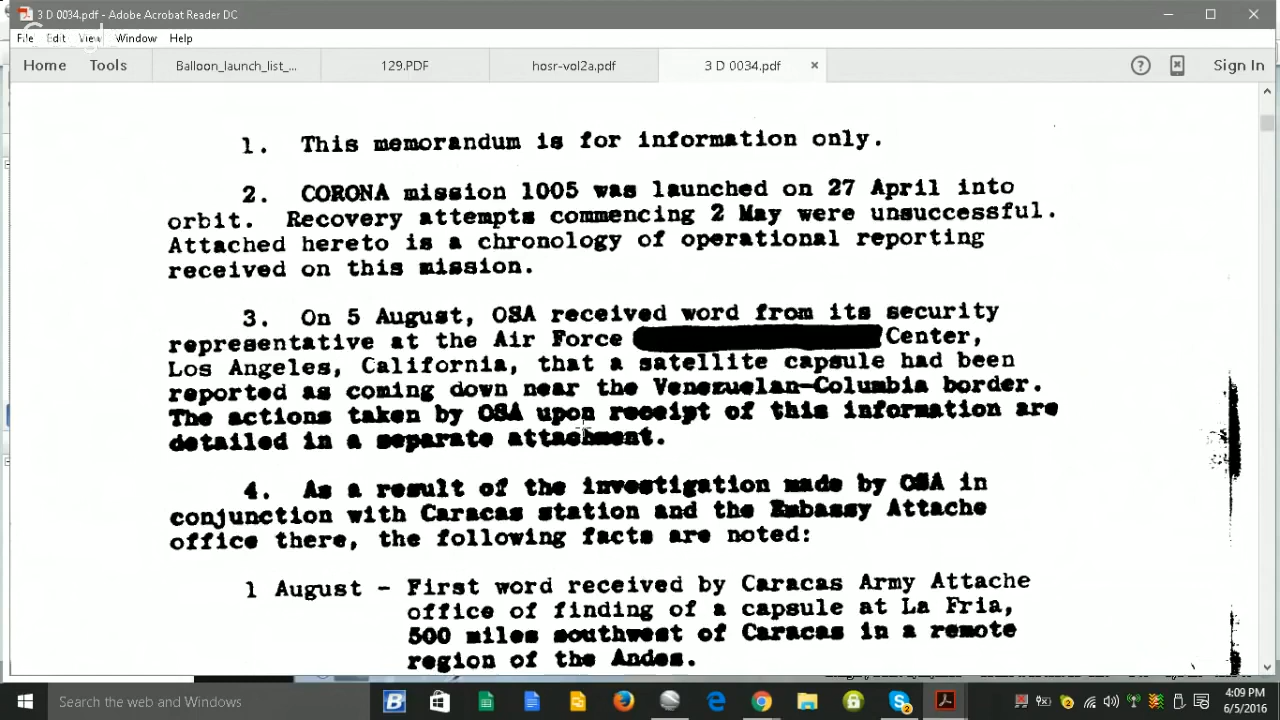 3 D 0034.pdf - Adobe Acrobat Reader DC
Google
File Edit View Window Help
Home Tools Balloon_launch_list_... 129.PDF hosr-vol2a.pdf 3 D 0034.pdf × Sign In
1. This memorandum is for information only.
2. CORONA mission 1005 was launched on 27 April into
orbit. Recovery attempts commencing 2 May were unsuccessful.
Attached hereto is a chronology of operational reporting
received on this mission.
3. On 5 August, OSA received word from its security
representative at the Air Force Center,
Los Angeles, California, that a satellite capsule had been
reported as coming down near the Venezuelan-Columbia border.
The actions taken by OSA upon receipt of this information are
detailed in a separate attachment.
4. As a result of the investigation made by OSA in
conjunction with Caracas station and the Embassy Attache
office there, the following facts are noted:
1 August - First word received by Caracas Army Attache
office of finding of a capsule at La Fria,
500 miles southwest of Caracas in a remote
region of the Andes.
Search the web and Windows
4:09 PM
6/5/2016